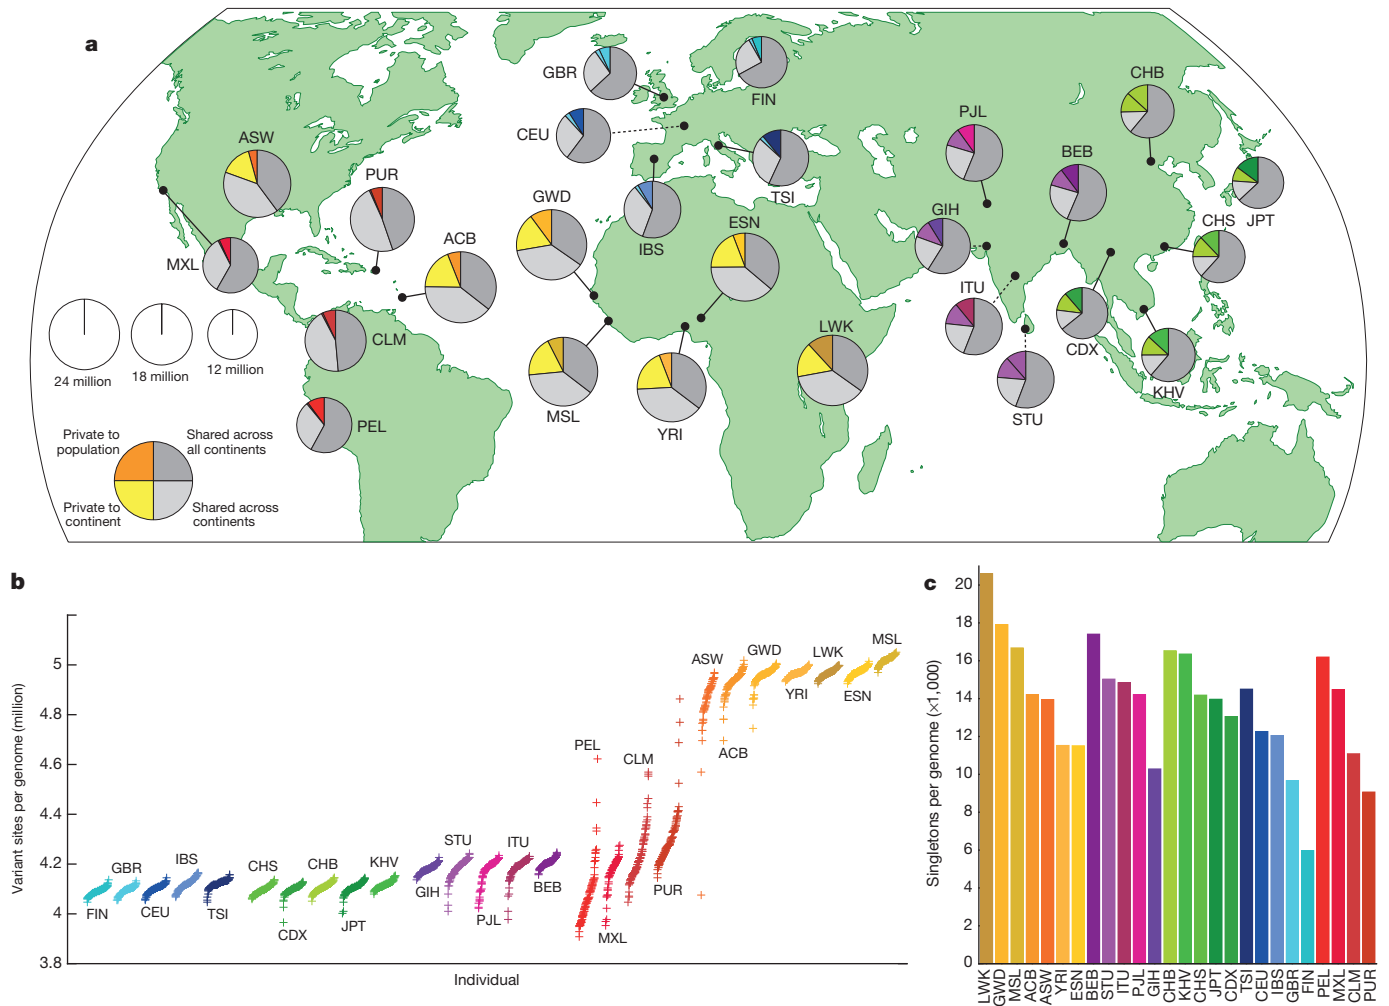 a
GBR
FIN
CHB
CEU
PJL
ASW
BEB
PUR
TSI
GWD
ESN
JPT
CHS
GIH
IBS
ACB
MXL
ITU
LWK
CDX
CLM
24 million
18 million
12 million
KHV
MSL
YRI
STU
PEL
Private to
population
Shared across
all continents
Private to
continent
Shared across
continents
b
Variant sites per genome (million)
5
4.8
4.6
4.4
4.2
4
3.8
FIN
GBR
CEU
IBS
TSI
CHS
CDX
CHB
JPT
KHV
GIH
STU
PJL
ITU
BEB
PEL
MXL
CLM
PUR
ASW
ACB
GWD
YRI
LWK
ESN
MSL
Individual
c
Singletons per genome (×1,000)
20
18
16
14
12
10
8
6
4
2
0
LWK
GWD
MSL
ACB
ASW
YRI
ESN
BEB
STU
ITU
PJL
GIH
CHB
KHV
CHS
JPT
CDX
TSI
CEU
IBS
GBR
FIN
PEL
MXL
CLM
PUR